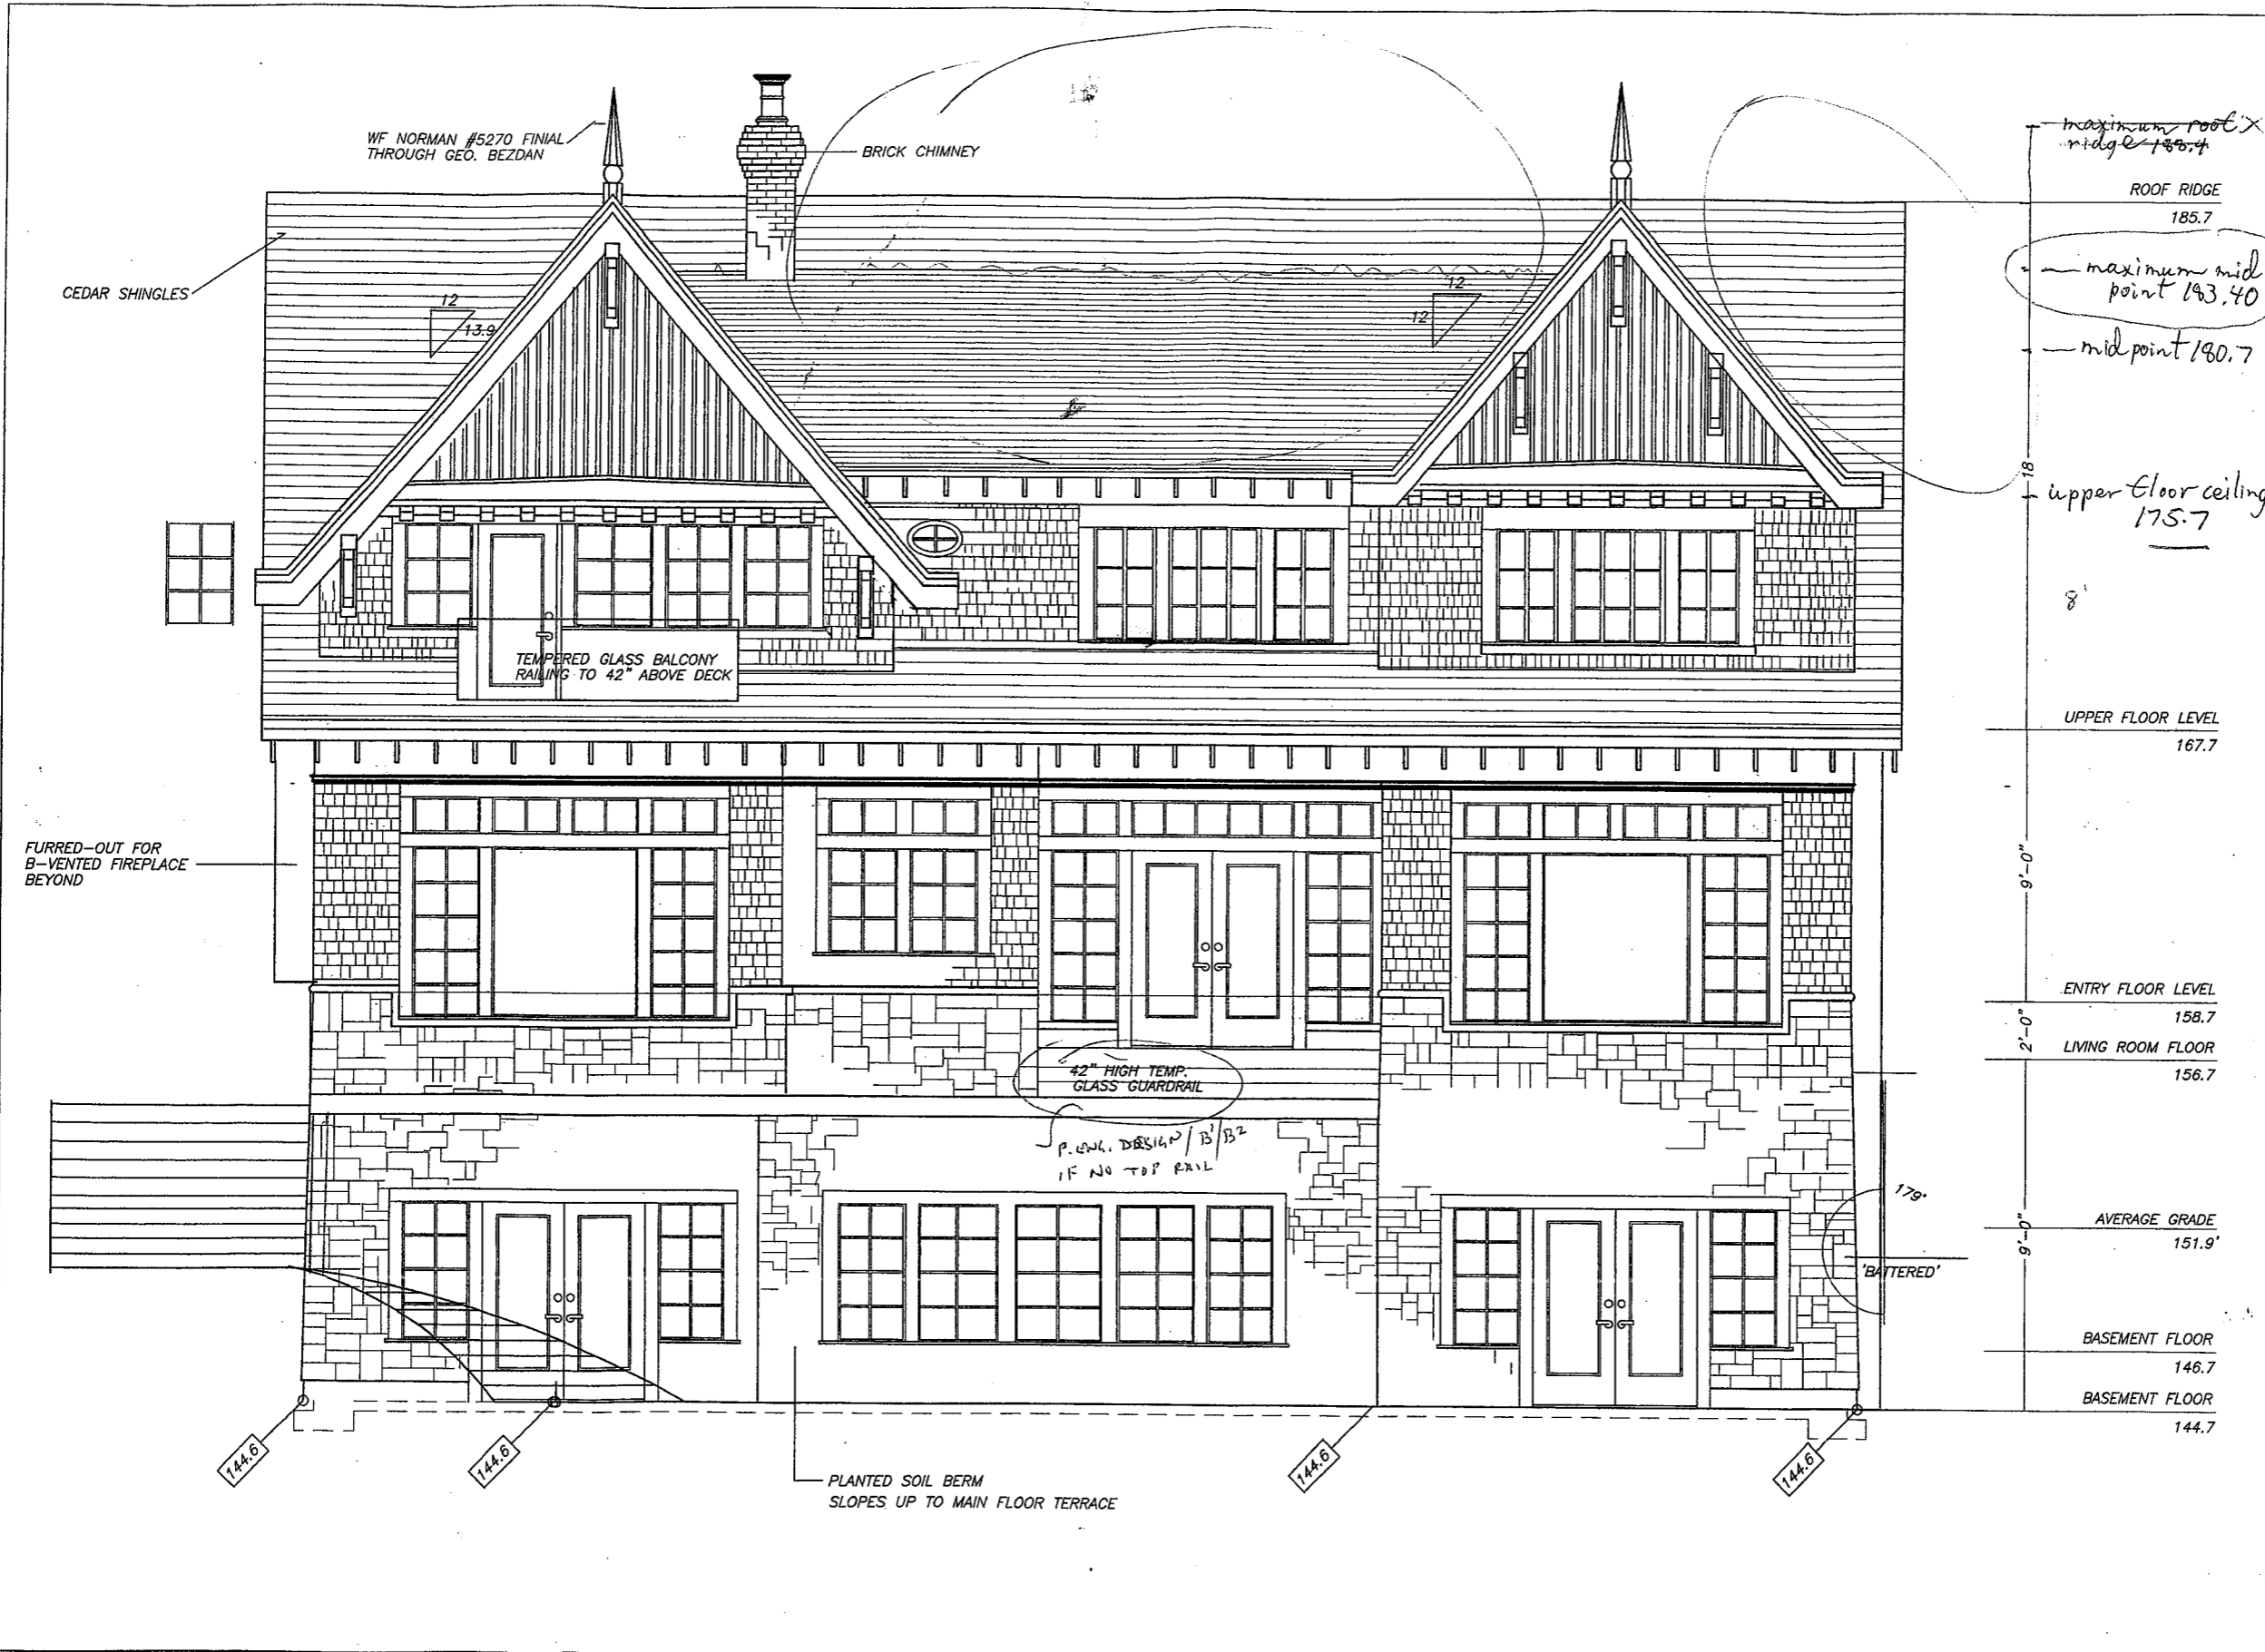 WF NORMAN #5270 FINIAL
THROUGH GEO. BEZDAN
BRICK CHIMNEY
CEDAR SHINGLES
12
13.9
12
12
maximum roof
ridge 188.4
ROOF RIDGE
185.7
maximum mid
point 183.40
midpoint 180.7
18
upper floor ceiling
175.7
8'
TEMPERED GLASS BALCONY
RAILING TO 42" ABOVE DECK
UPPER FLOOR LEVEL
167.7
FURRED-OUT FOR
B-VENTED FIREPLACE
BEYOND
9'-0"
ENTRY FLOOR LEVEL
158.7
2'-0"
LIVING ROOM FLOOR
156.7
42" HIGH TEMP.
GLASS GUARDRAIL
P.ENG. DESIGN / B1/B2
IF NO TOP RAIL
179°
AVERAGE GRADE
151.9'
9'-0"
'BATTERED'
BASEMENT FLOOR
146.7
BASEMENT FLOOR
144.7
144.6
144.6
144.6
144.6
PLANTED SOIL BERM
SLOPES UP TO MAIN FLOOR TERRACE